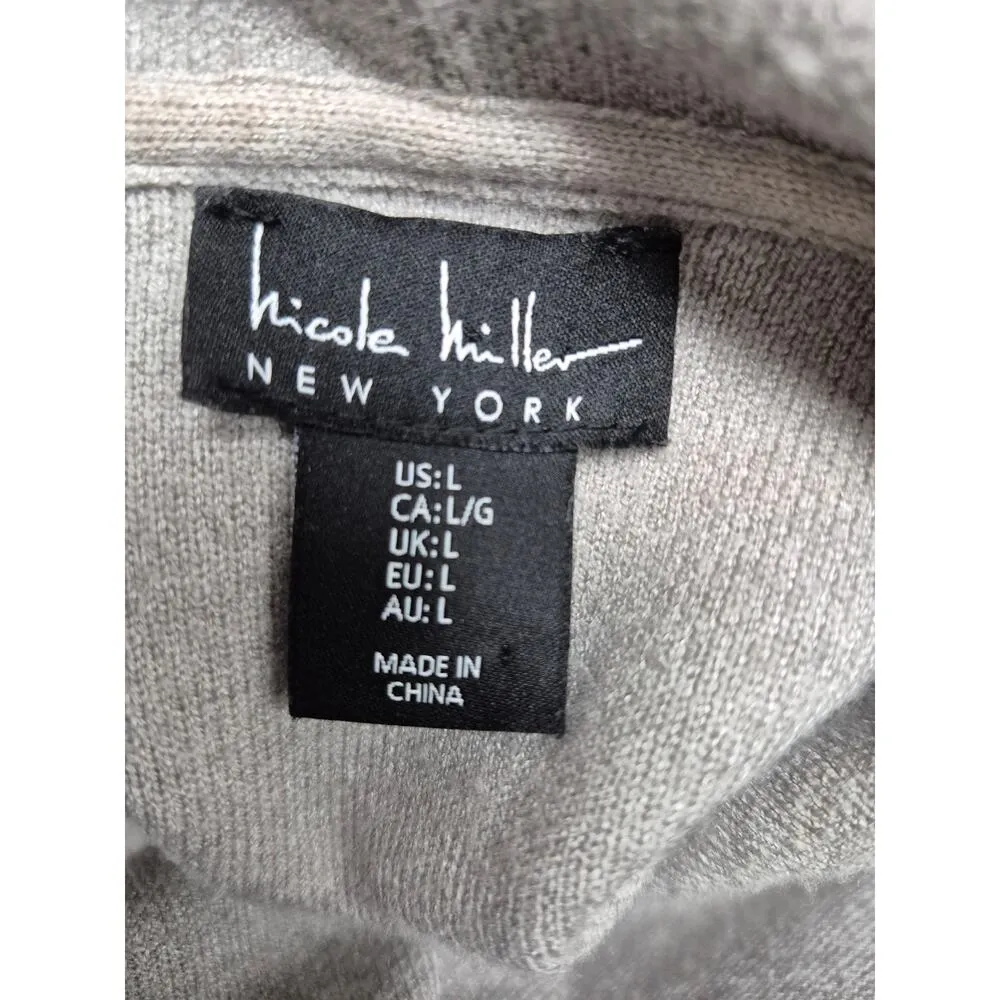 Nicole Miller
NEW YORK
US: L
CA: L/G
UK: L
EU: L
AU: L
MADE IN
CHINA